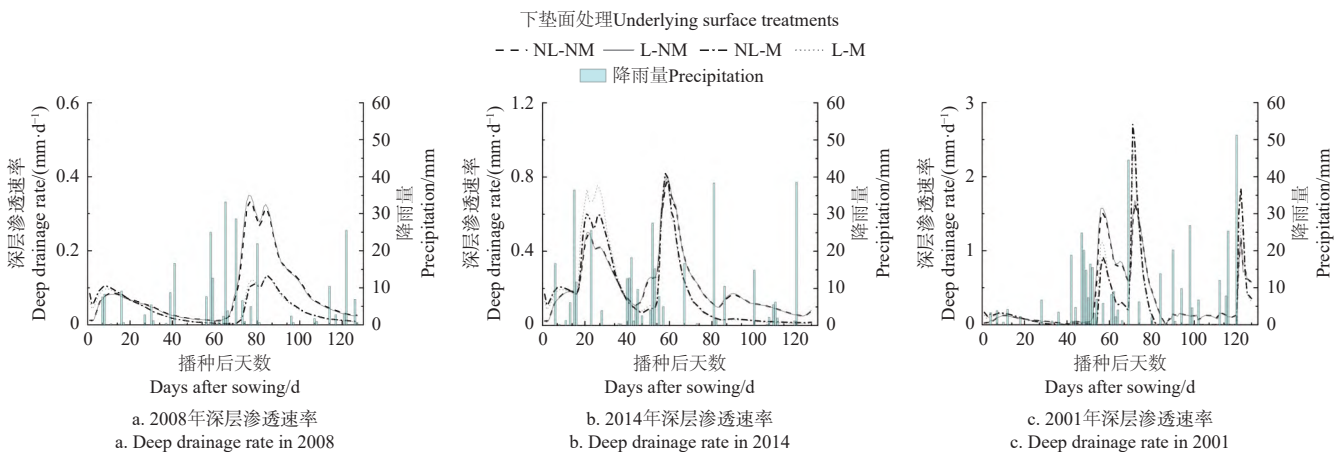 下垫面处理Underlying surface treatments
NL-NM L-NM NL-M L-M
降雨量Precipitation
0.6
0.4
0.2
0
60
50
40
30
20
10
0
深层渗透速率
Deep drainage rate/(mm·d⁻¹)
降雨量
Precipitation/mm
0 20 40 60 80 100 120
播种后天数
Days after sowing/d
a. 2008年深层渗透速率
a. Deep drainage rate in 2008
1.2
0.8
0.4
0
60
50
40
30
20
10
0
深层渗透速率
Deep drainage rate/(mm·d⁻¹)
降雨量
Precipitation/mm
0 20 40 60 80 100 120
播种后天数
Days after sowing/d
b. 2014年深层渗透速率
b. Deep drainage rate in 2014
3
2
1
0
60
50
40
30
20
10
0
深层渗透速率
Deep drainage rate/(mm·d⁻¹)
降雨量
Precipitation/mm
0 20 40 60 80 100 120
播种后天数
Days after sowing/d
c. 2001年深层渗透速率
c. Deep drainage rate in 2001